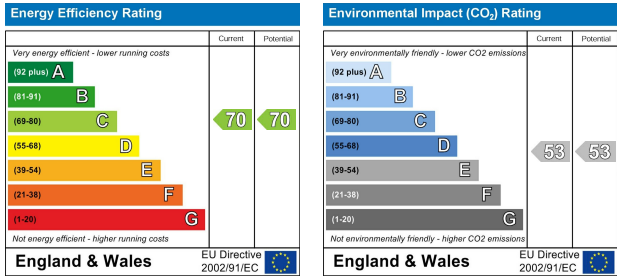 Energy Efficiency Rating
Current Potential
Very energy efficient - lower running costs
(92 plus) A
(81-91) B
(69-80) C 70 70
(55-68) D
(39-54) E
(21-38) F
(1-20) G
Not energy efficient - higher running costs
England & Wales
EU Directive
2002/91/EC
Environmental Impact (CO₂) Rating
Current Potential
Very environmentally friendly - lower CO2 emissions
(92 plus) A
(81-91) B
(69-80) C
(55-68) D
53 53
(39-54) E
(21-38) F
(1-20) G
Not environmentally friendly - higher CO2 emissions
England & Wales
EU Directive
2002/91/EC